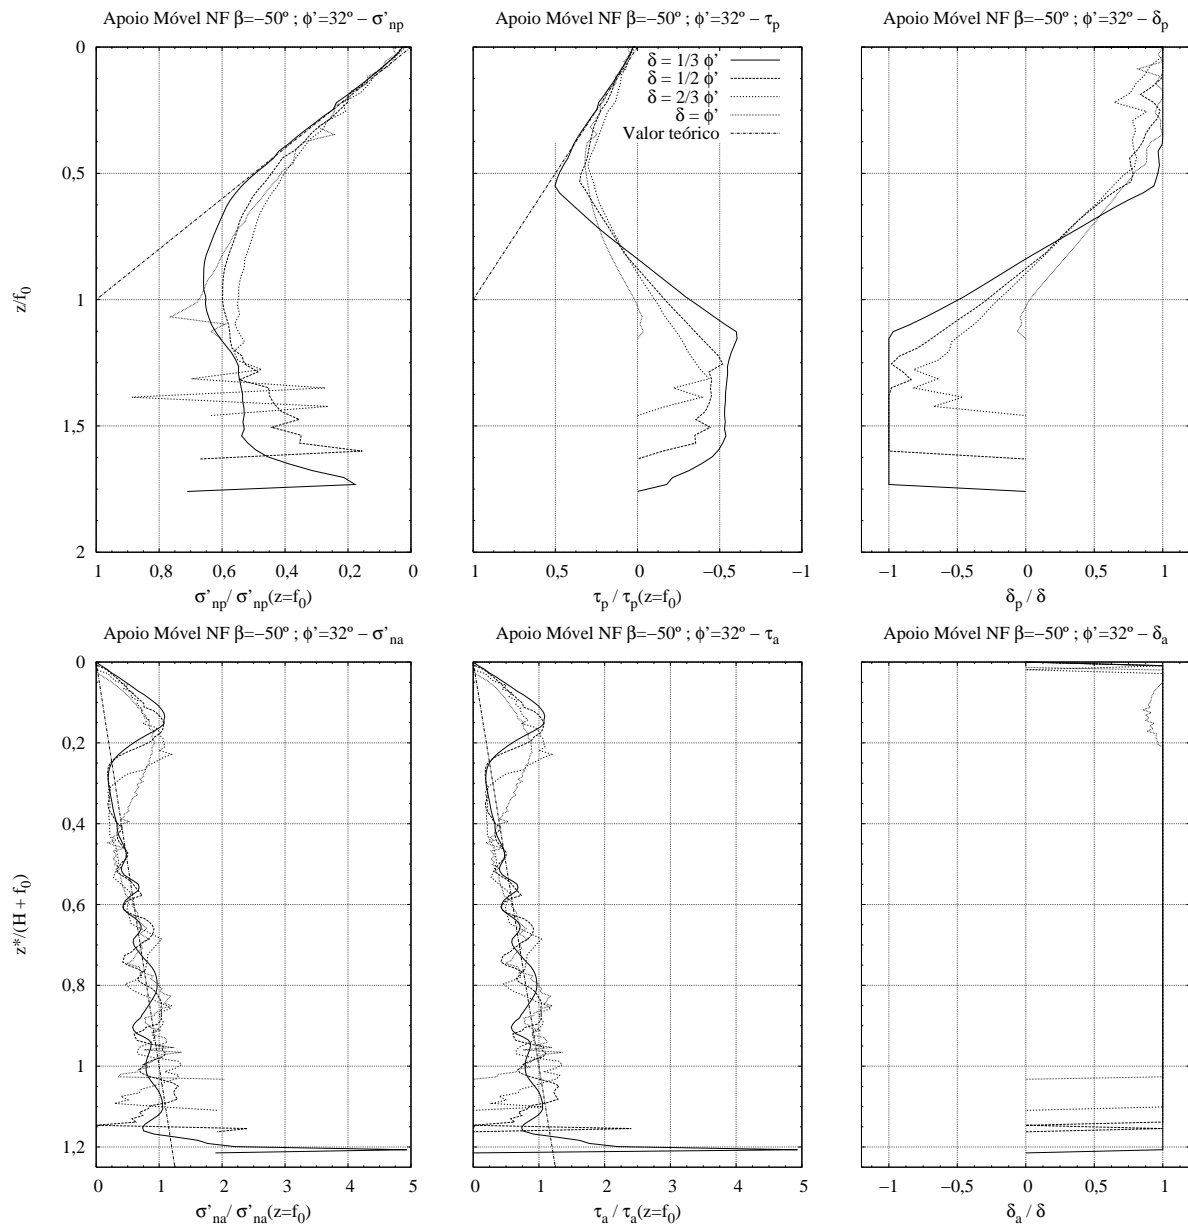 Apoio Móvel NF β=−50º ; ϕ'=32º − σ'np
Apoio Móvel NF β=−50º ; ϕ'=32º − τp
Apoio Móvel NF β=−50º ; ϕ'=32º − δp
0
0,5
1
1,5
2
z/f0
1
0,8
0,6
0,4
0,2
0
σ'np/ σ'np(z=f0)
δ = 1/3 ϕ'
δ = 1/2 ϕ'
δ = 2/3 ϕ'
δ = ϕ'
Valor teórico
1
0,5
0
−0,5
−1
τp / τp(z=f0)
−1
−0,5
0
0,5
1
δp / δ
Apoio Móvel NF β=−50º ; ϕ'=32º − σ'na
Apoio Móvel NF β=−50º ; ϕ'=32º − τa
Apoio Móvel NF β=−50º ; ϕ'=32º − δa
0
0,2
0,4
0,6
0,8
1
1,2
z*/(H + f0)
0
1
2
3
4
5
σ'na/ σ'na(z=f0)
0
1
2
3
4
5
τa / τa(z=f0)
−1
−0,5
0
0,5
1
δa / δ